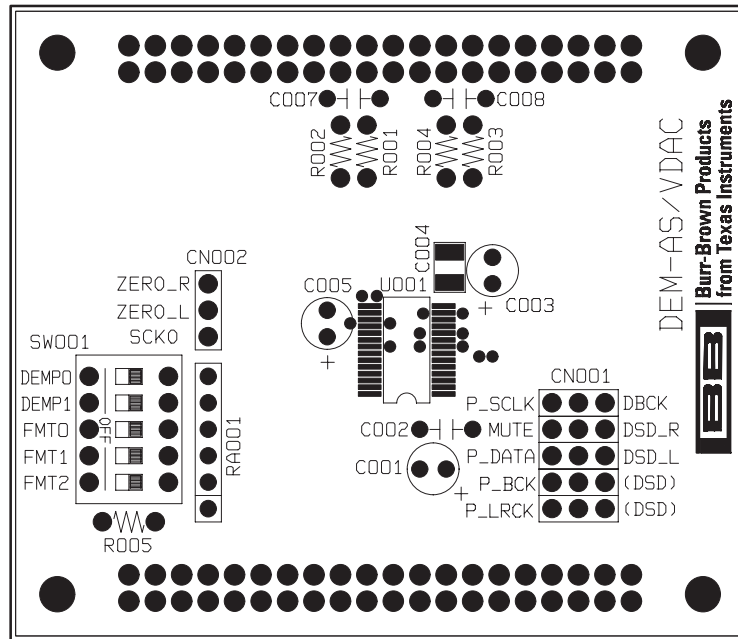 C007
C008
R002
R001
R004
R003
DEM-AS/VDAC
Burr-Brown Products
from Texas Instruments
BB
CN002
ZERO_R
ZERO_L
SCKO
C005
U001
C004
C003
SW001
DEMP0
DEMP1
FMT0
FMT1
FMT2
OFF
RA001
R005
C002
C001
CN001
P_SCLK DBCK
MUTE DSD_R
P_DATA DSD_L
P_BCK (DSD)
P_LRCK (DSD)